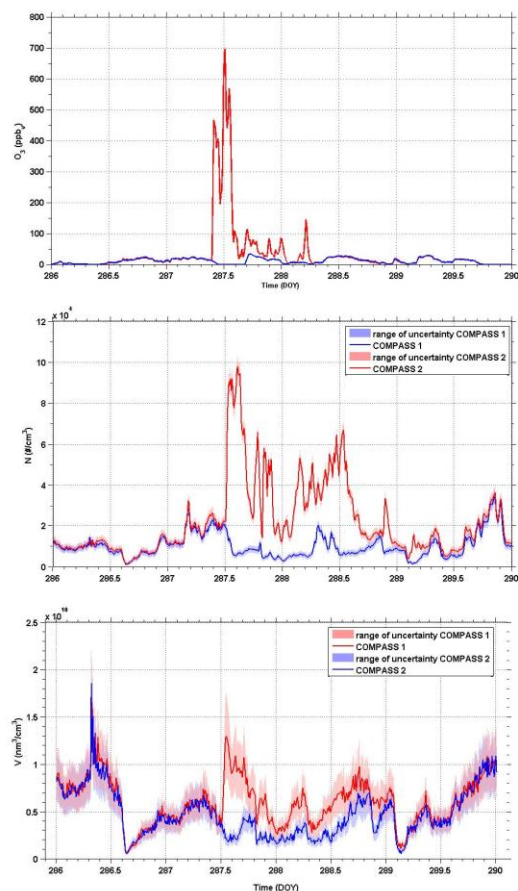 800
700
600
500
400
300
200
100
0
O₃ (ppbᵥ)
286 286.5 287 287.5 288 288.5 289 289.5 290
Time (DOY)
x 10⁴
12
10
8
6
4
2
0
N (#/cm³)
range of uncertainty COMPASS 1
COMPASS 1
range of uncertainty COMPASS 2
COMPASS 2
286 286.5 287 287.5 288 288.5 289 289.5 290
x 10¹⁰
2.5
2
1.5
1
0.5
0
V (nm³/cm³)
range of uncertainty COMPASS 1
COMPASS 1
range of uncertainty COMPASS 2
COMPASS 2
286 286.5 287 287.5 288 288.5 289 289.5 290
Time (DOY)